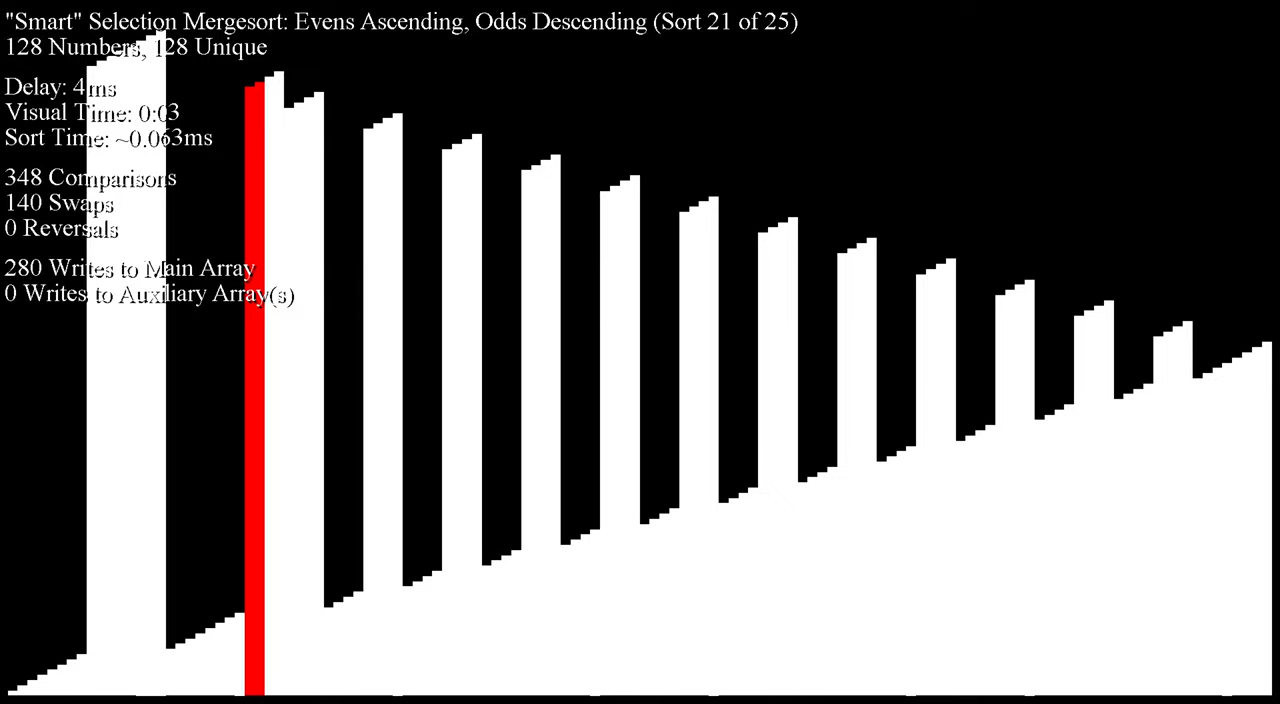 "Smart" Selection Mergesort: Evens Ascending, Odds Descending (Sort 21 of 25)
128 Numbers, 128 Unique
Delay: 4ms
Visual Time: 0:03
Sort Time: ~0.063ms
348 Comparisons
140 Swaps
0 Reversals
280 Writes to Main Array
0 Writes to Auxiliary Array(s)